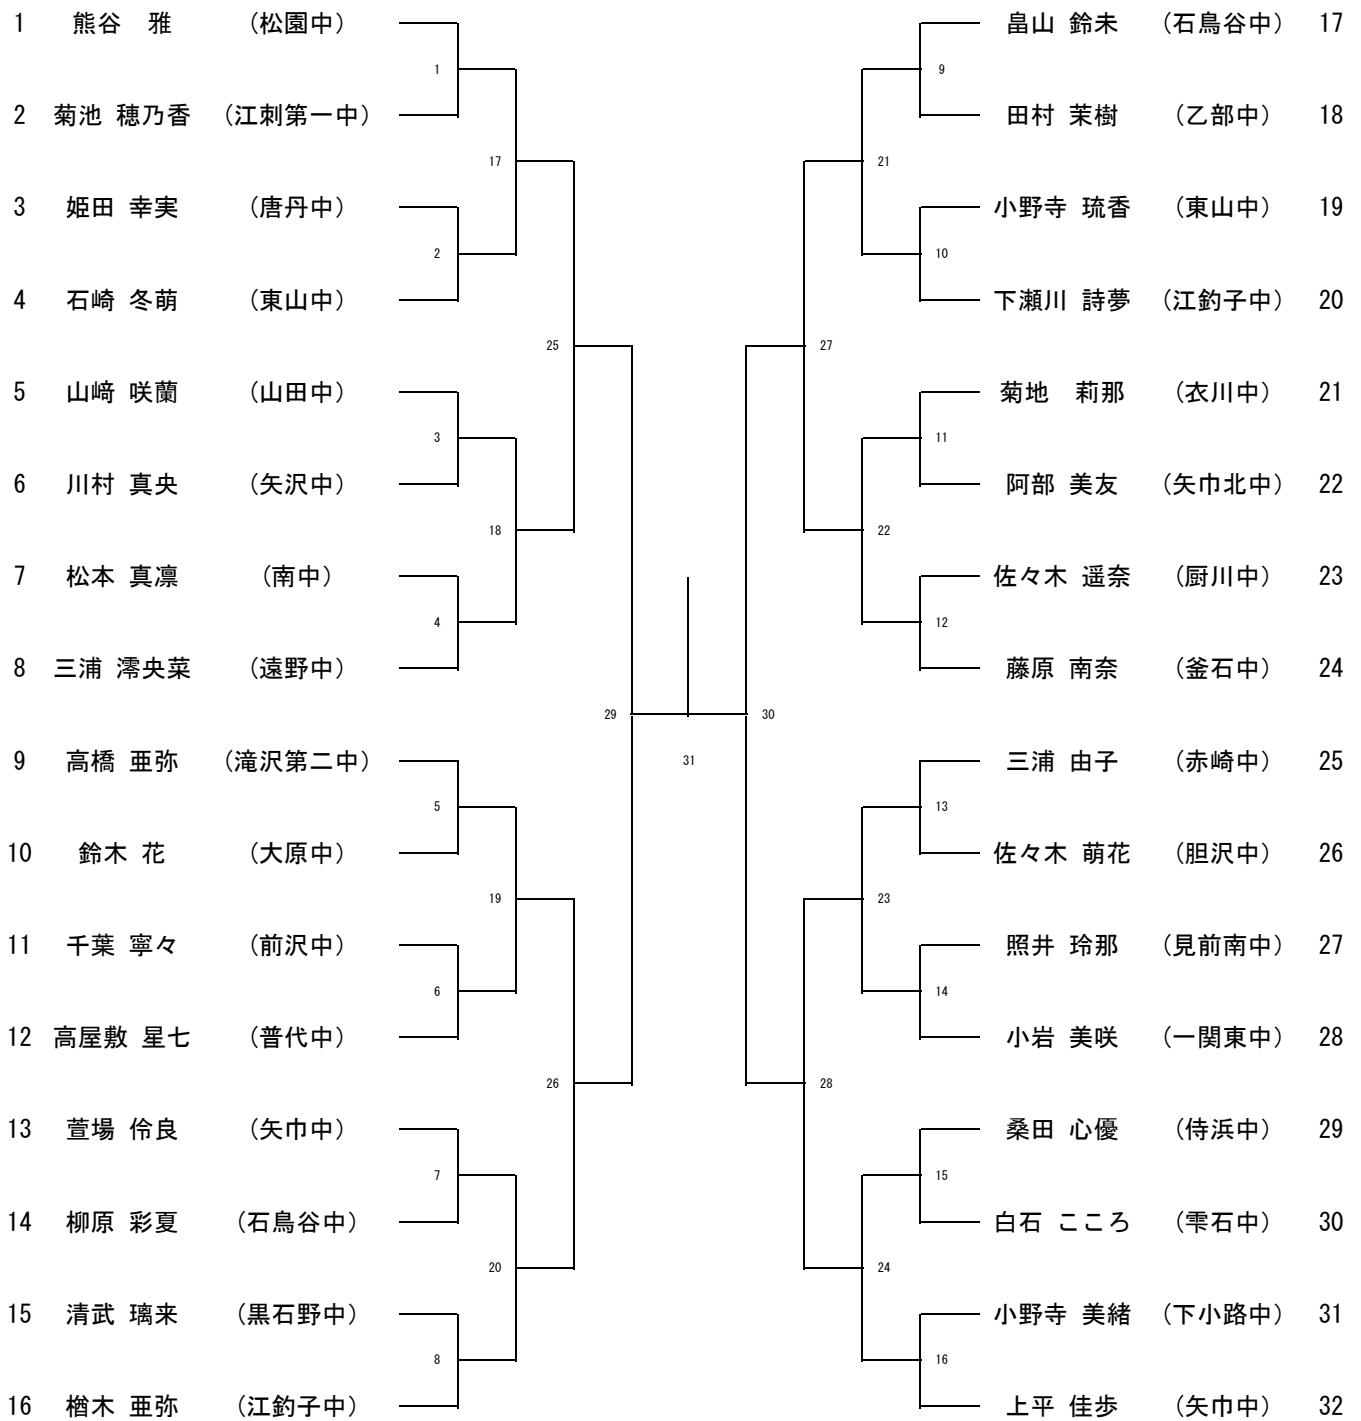 1 熊谷　雅 （松園中） 畠山 鈴未 （石鳥谷中） 17
1 9
2 菊池 穂乃香 （江刺第一中） 田村 茉樹 （乙部中） 18
17 21
3 姫田 幸実 （唐丹中） 小野寺 琉香 （東山中） 19
2 10
4 石崎 冬萌 （東山中） 下瀬川 詩夢 （江釣子中） 20
25 27
5 山﨑 咲蘭 （山田中） 菊地　莉那 （衣川中） 21
3 11
6 川村 真央 （矢沢中） 阿部 美友 （矢巾北中） 22
18 22
7 松本 真凛 （南中） 佐々木 遥奈 （厨川中） 23
4 12
8 三浦 澪央菜 （遠野中） 藤原 南奈 （釜石中） 24
29 30
9 高橋 亜弥 （滝沢第二中） 31 三浦 由子 （赤崎中） 25
5 13
10 鈴木 花 （大原中） 佐々木 萌花 （胆沢中） 26
19 23
11 千葉 寧々 （前沢中） 照井 玲那 （見前南中） 27
6 14
12 高屋敷 星七 （普代中） 小岩 美咲 （一関東中） 28
26 28
13 萱場 伶良 （矢巾中） 桑田 心優 （侍浜中） 29
7 15
14 柳原 彩夏 （石鳥谷中） 白石 こころ （雫石中） 30
20 24
15 清武 璃来 （黒石野中） 小野寺 美緒 （下小路中） 31
8 16
16 楢木 亜弥 （江釣子中） 上平 佳歩 （矢巾中） 32